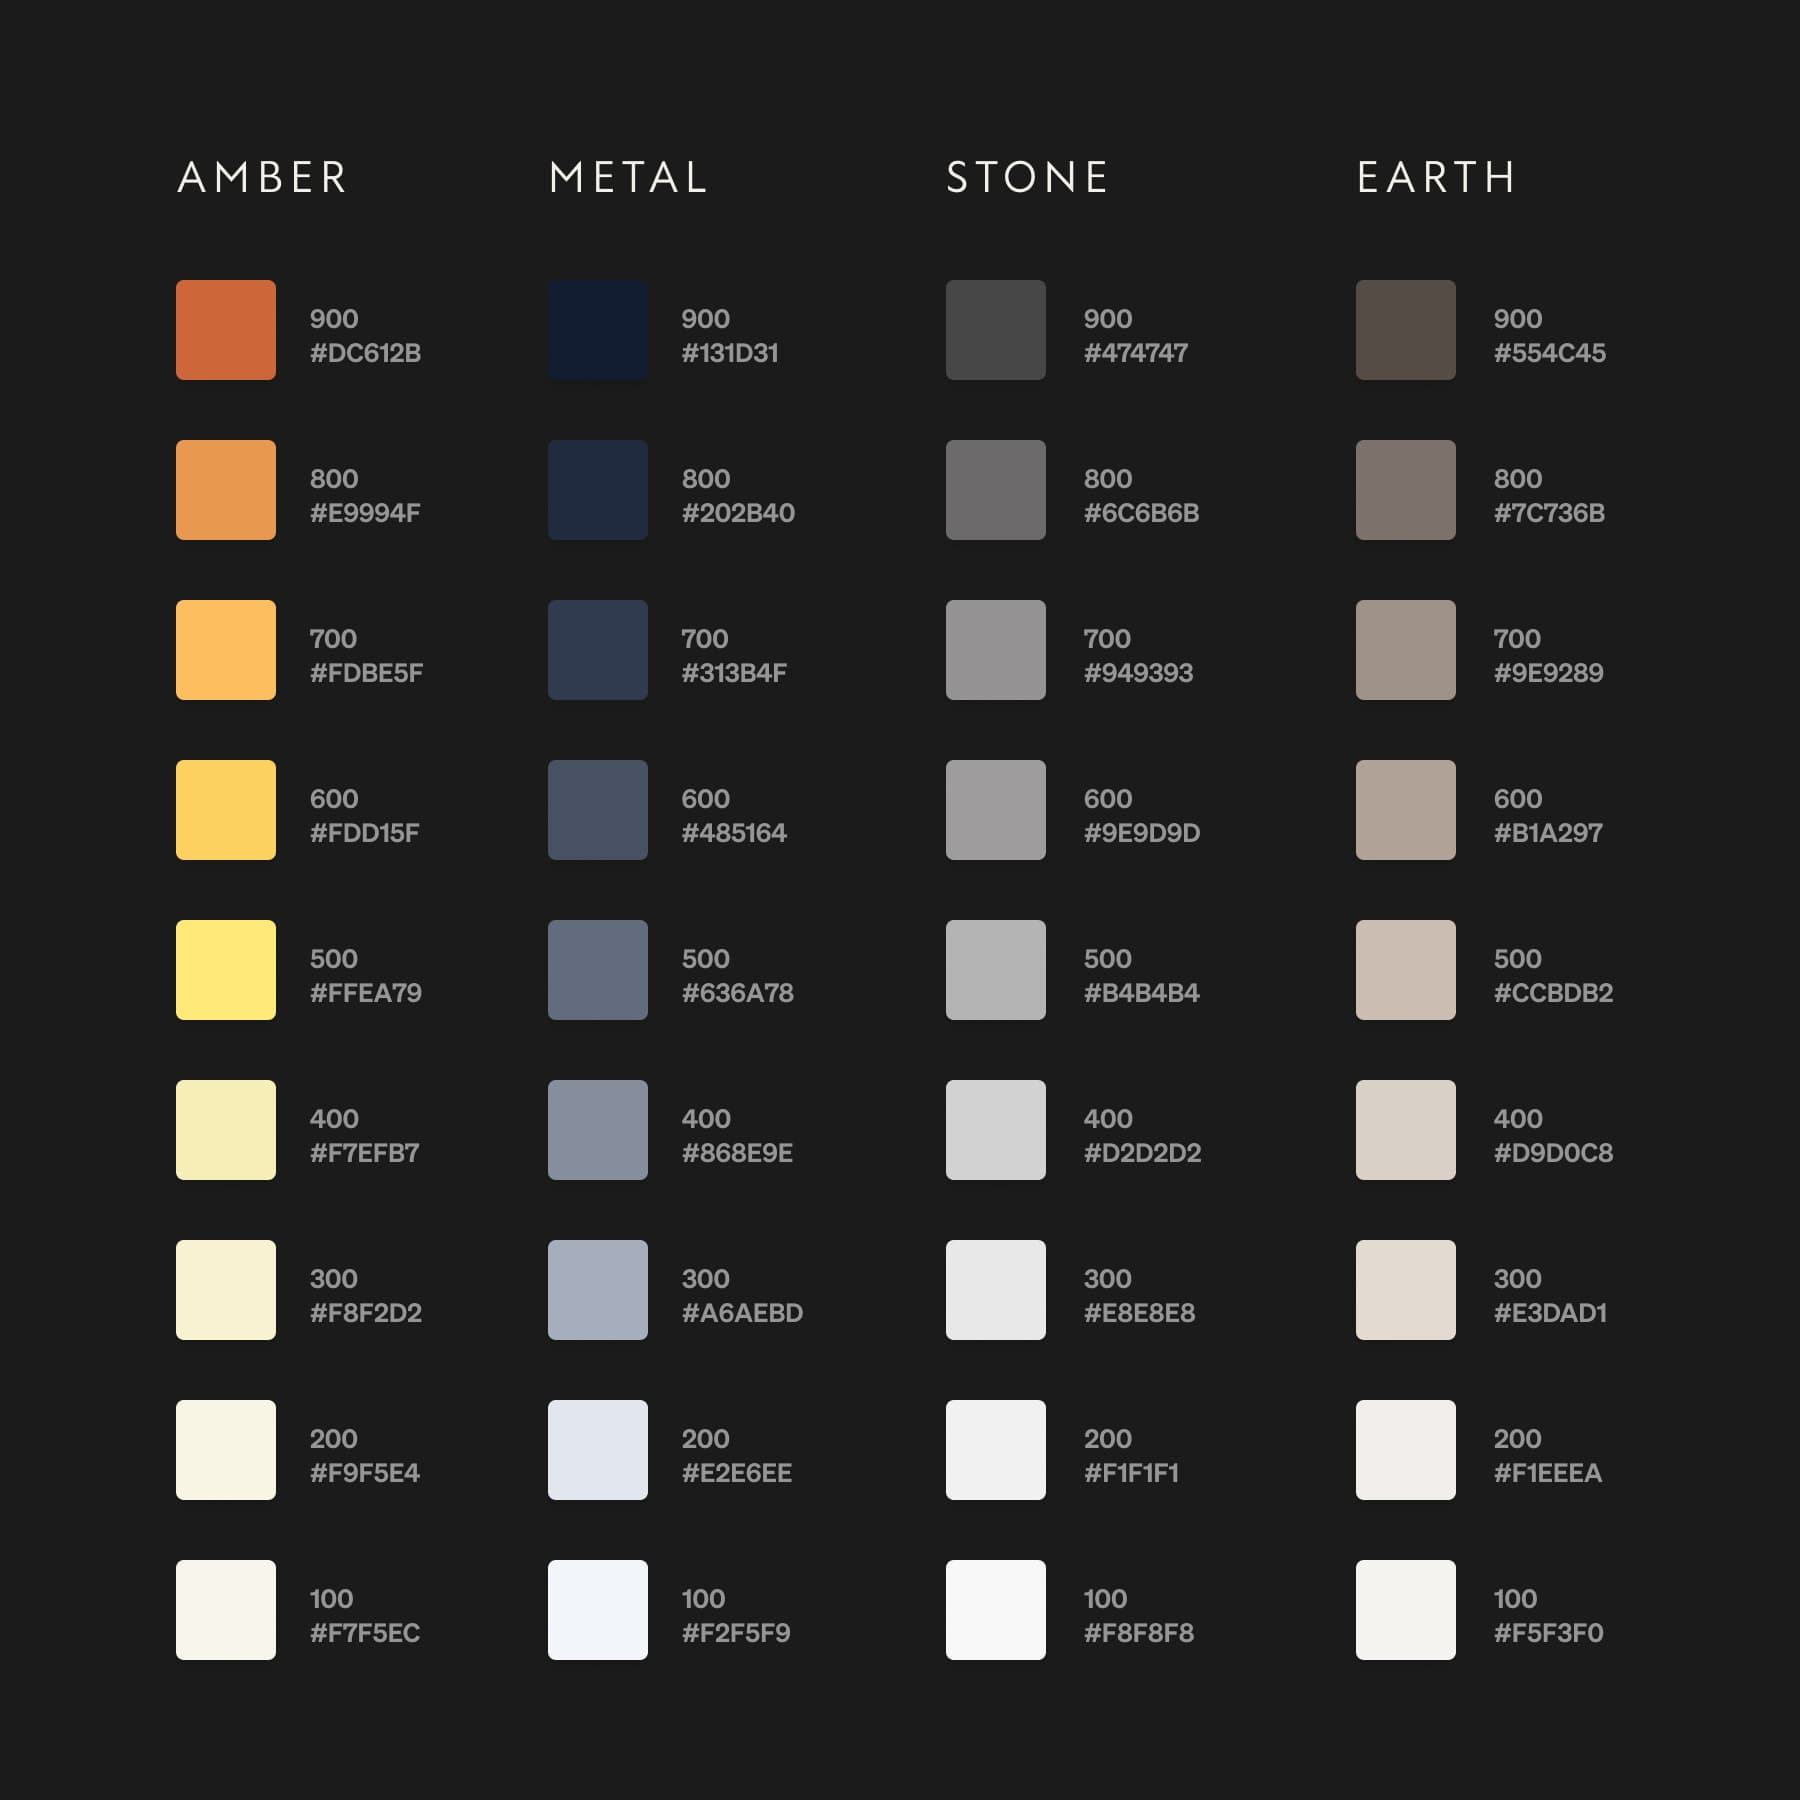 AMBER
900
#DC612B
800
#E9994F
700
#FDBE5F
600
#FDD15F
500
#FFEA79
400
#F7EFB7
300
#F8F2D2
200
#F9F5E4
100
#F7F5EC
METAL
900
#131D31
800
#202B40
700
#313B4F
600
#485164
500
#636A78
400
#868E9E
300
#A6AEBD
200
#E2E6EE
100
#F2F5F9
STONE
900
#474747
800
#6C6B6B
700
#949393
600
#9E9D9D
500
#B4B4B4
400
#D2D2D2
300
#E8E8E8
200
#F1F1F1
100
#F8F8F8
EARTH
900
#554C45
800
#7C736B
700
#9E9289
600
#B1A297
500
#CCBDB2
400
#D9D0C8
300
#E3DAD1
200
#F1EEEA
100
#F5F3F0